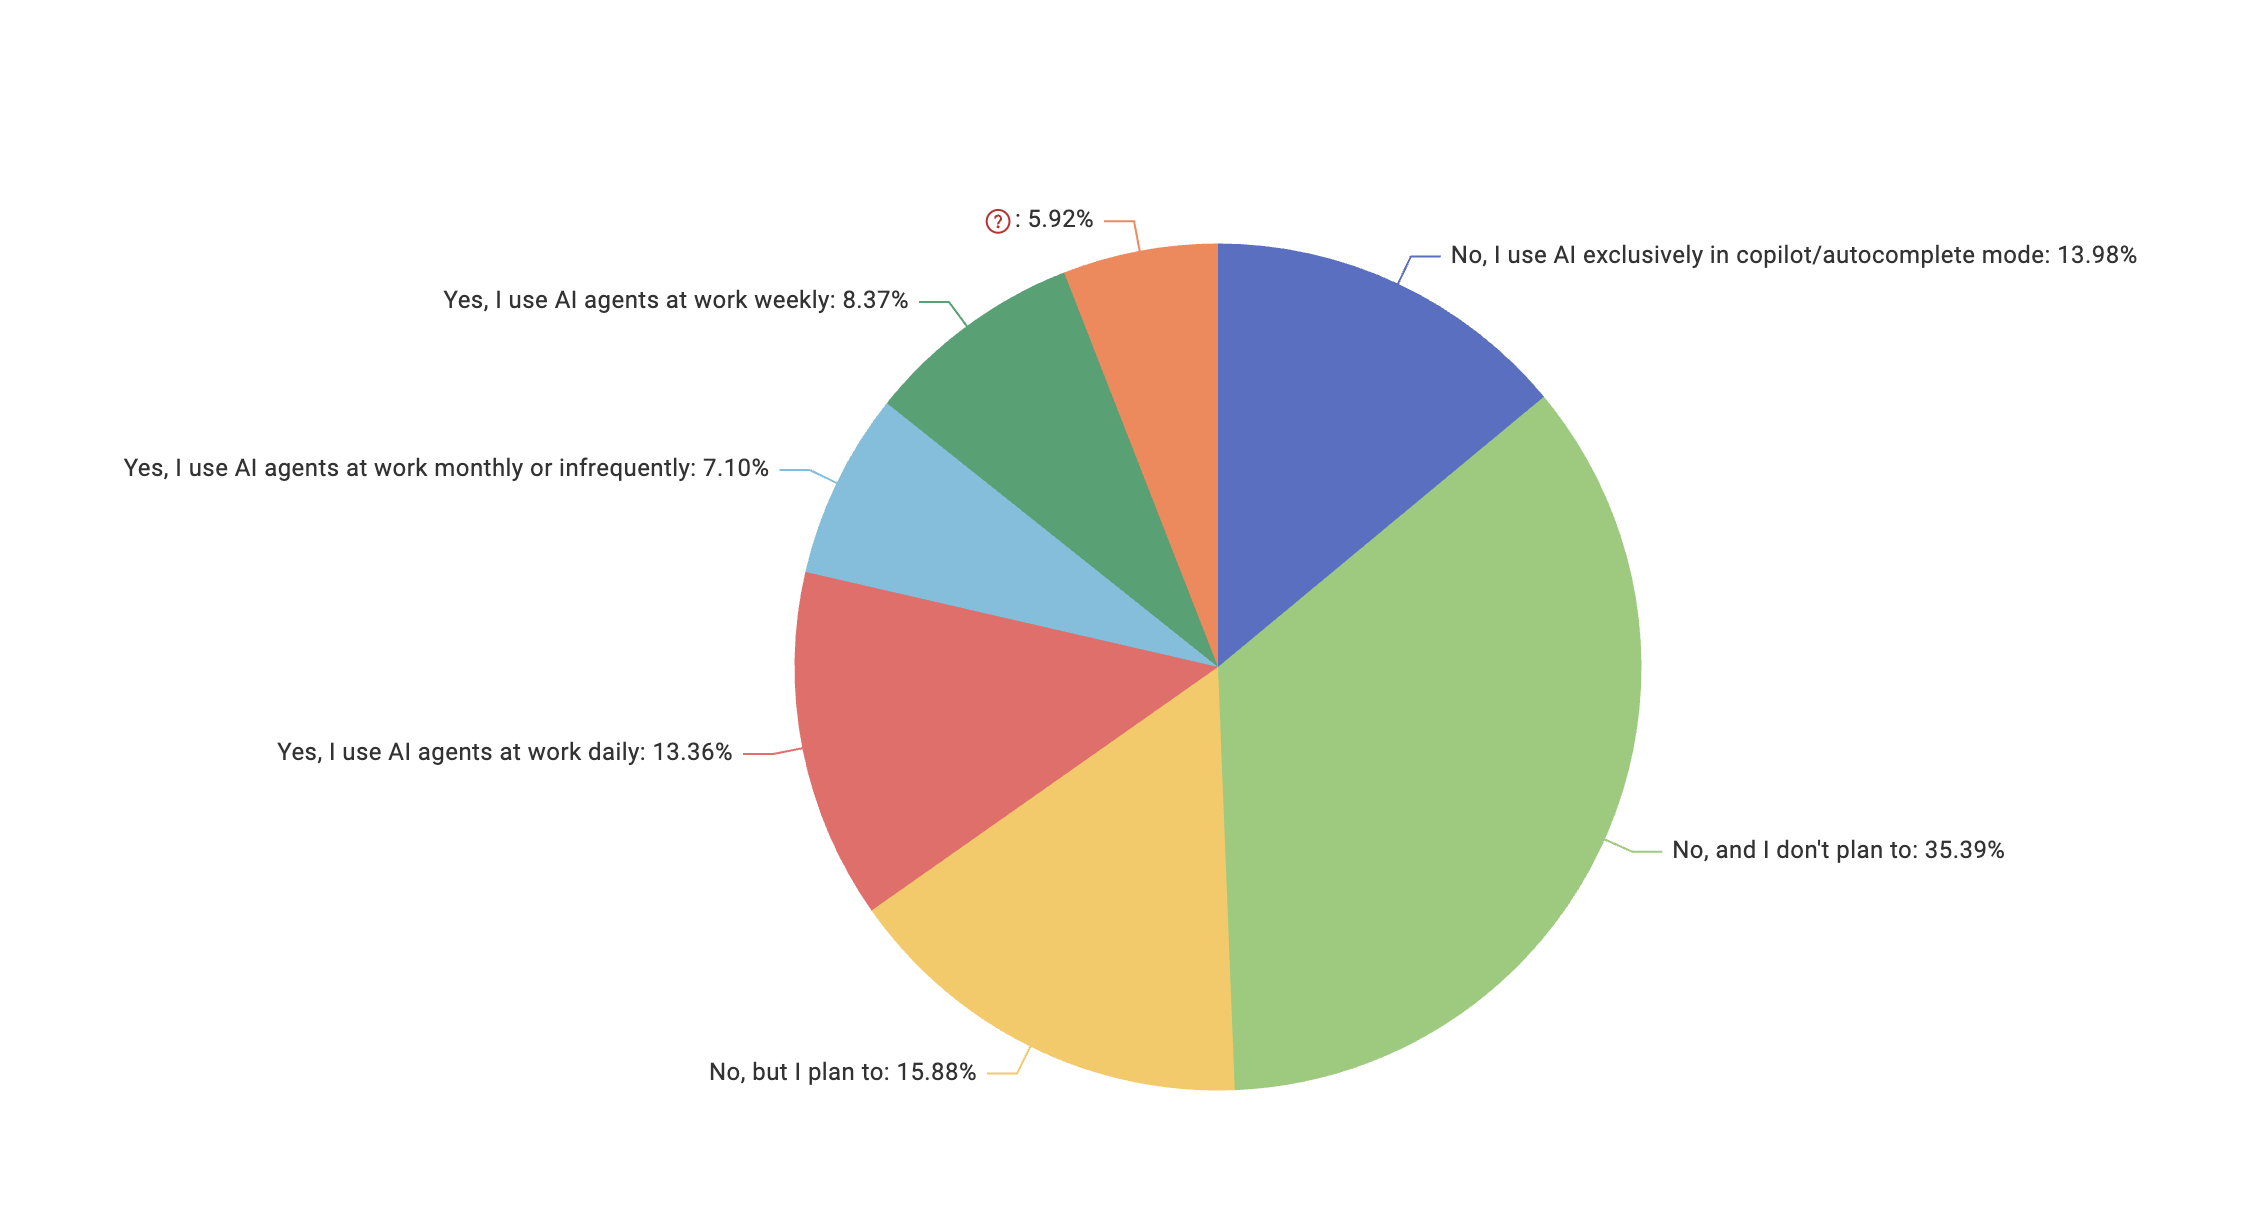 ?: 5.92%
No, I use AI exclusively in copilot/autocomplete mode: 13.98%
Yes, I use AI agents at work weekly: 8.37%
Yes, I use AI agents at work monthly or infrequently: 7.10%
Yes, I use AI agents at work daily: 13.36%
No, and I don't plan to: 35.39%
No, but I plan to: 15.88%